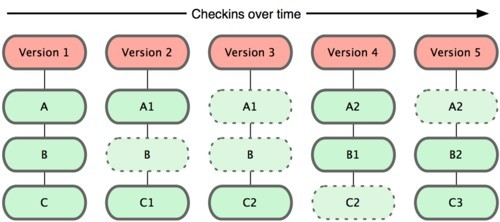 Checkins over time
Version 1 Version 2 Version 3 Version 4 Version 5
A A1 A1 A2 A2
B B B B1 B2
C C1 C2 C2 C3